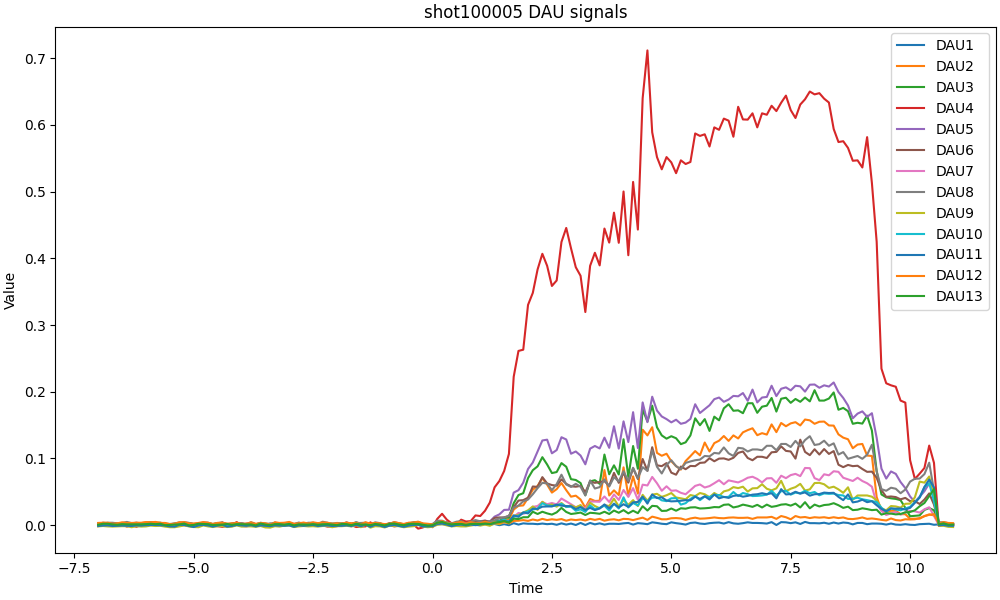 shot100005 DAU signals
Value
0.7
0.6
0.5
0.4
0.3
0.2
0.1
0.0
−7.5
−5.0
−2.5
0.0
2.5
5.0
7.5
10.0
Time
DAU1
DAU2
DAU3
DAU4
DAU5
DAU6
DAU7
DAU8
DAU9
DAU10
DAU11
DAU12
DAU13